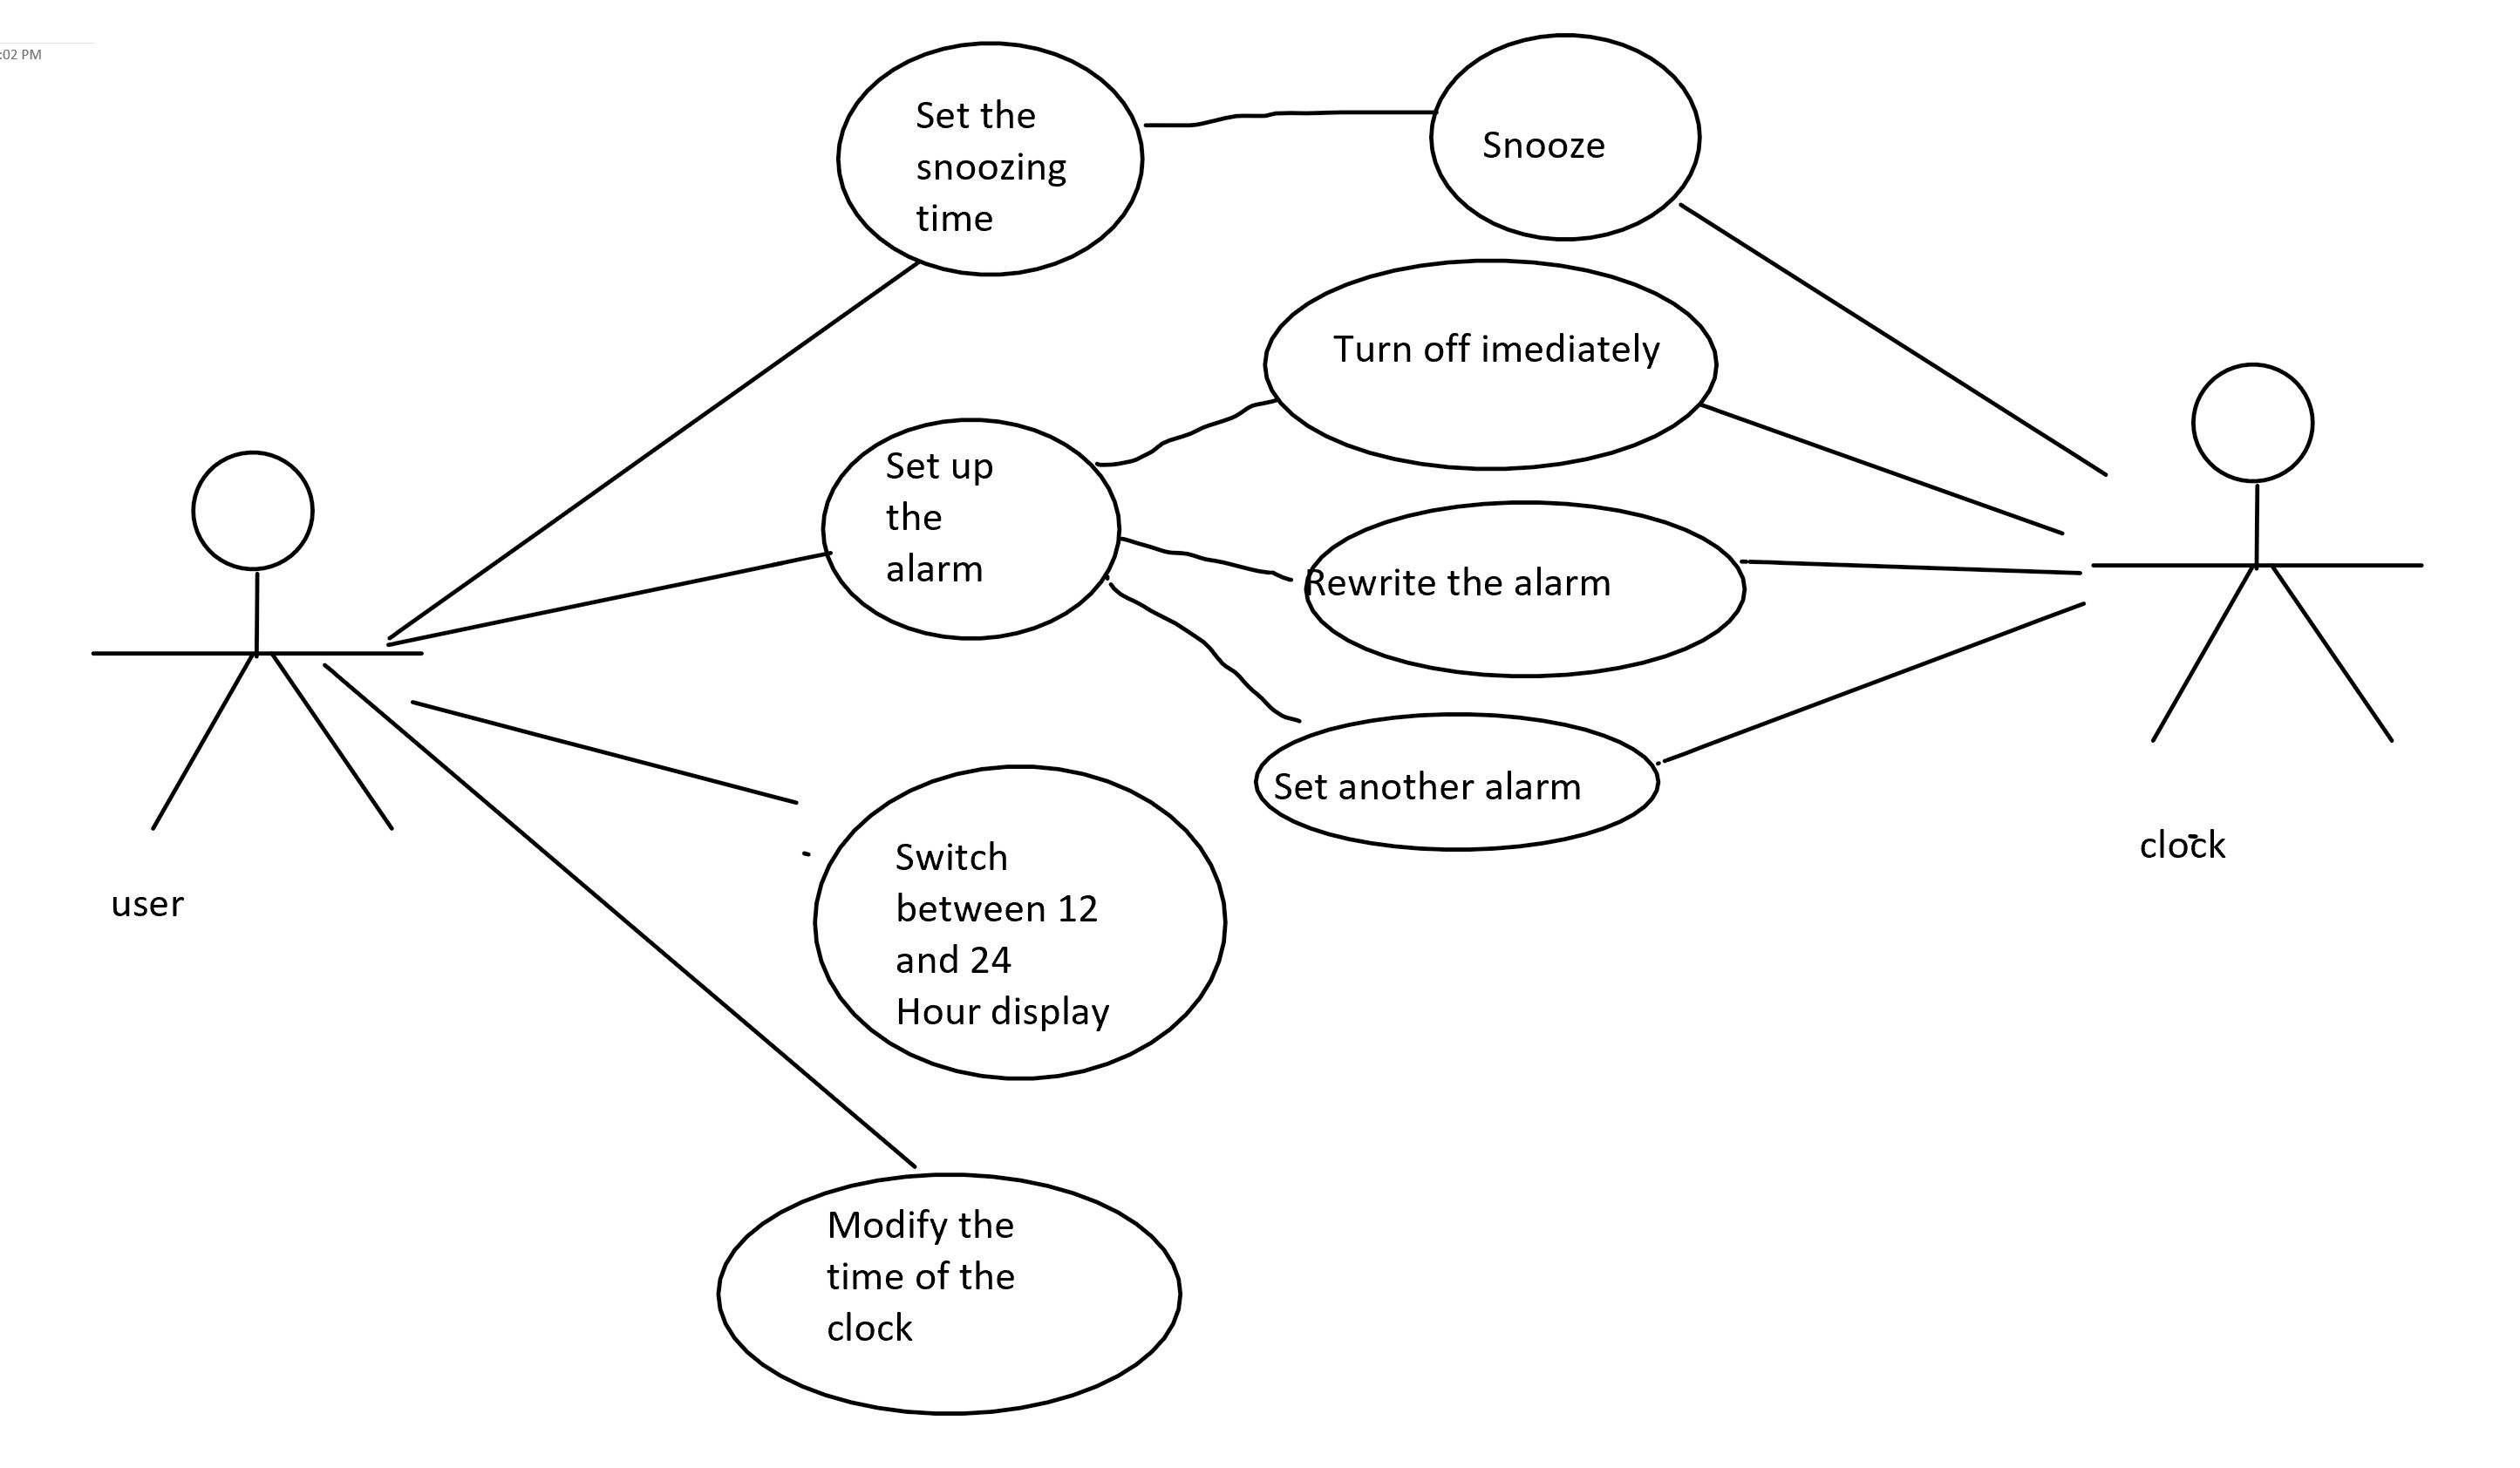 :02 PM
Set the
snoozing
time
Snooze
Turn off imediately
Set up
the
alarm
Rewrite the alarm
Set another alarm
Switch
between 12
and 24
Hour display
user
clock
Modify the
time of the
clock